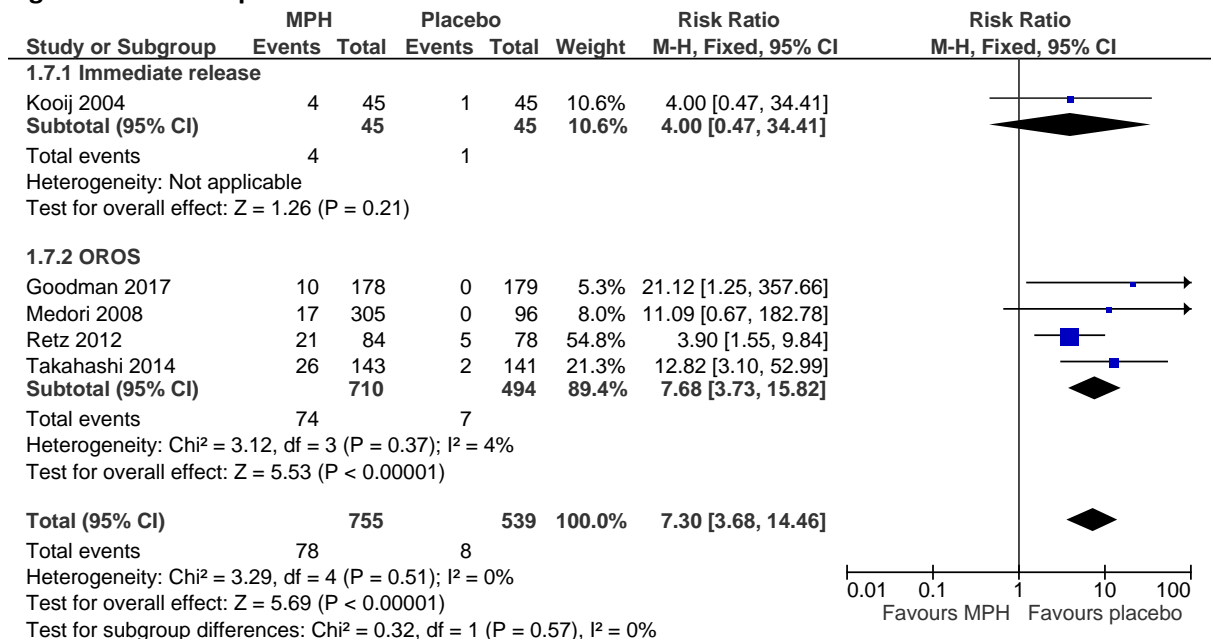 MPH Placebo Risk Ratio Risk Ratio
Study or Subgroup Events Total Events Total Weight M-H, Fixed, 95% CI M-H, Fixed, 95% CI
1.7.1 Immediate release
Kooij 2004 4 45 1 45 10.6% 4.00 [0.47, 34.41]
Subtotal (95% CI) 45 45 10.6% 4.00 [0.47, 34.41]
Total events 4 1
Heterogeneity: Not applicable
Test for overall effect: Z = 1.26 (P = 0.21)
1.7.2 OROS
Goodman 2017 10 178 0 179 5.3% 21.12 [1.25, 357.66]
Medori 2008 17 305 0 96 8.0% 11.09 [0.67, 182.78]
Retz 2012 21 84 5 78 54.8% 3.90 [1.55, 9.84]
Takahashi 2014 26 143 2 141 21.3% 12.82 [3.10, 52.99]
Subtotal (95% CI) 710 494 89.4% 7.68 [3.73, 15.82]
Total events 74 7
Heterogeneity: Chi² = 3.12, df = 3 (P = 0.37); I² = 4%
Test for overall effect: Z = 5.53 (P < 0.00001)
Total (95% CI) 755 539 100.0% 7.30 [3.68, 14.46]
Total events 78 8
Heterogeneity: Chi² = 3.29, df = 4 (P = 0.51); I² = 0%
Test for overall effect: Z = 5.69 (P < 0.00001)
Test for subgroup differences: Chi² = 0.32, df = 1 (P = 0.57), I² = 0%
0.01 0.1 1 10 100
Favours MPH Favours placebo